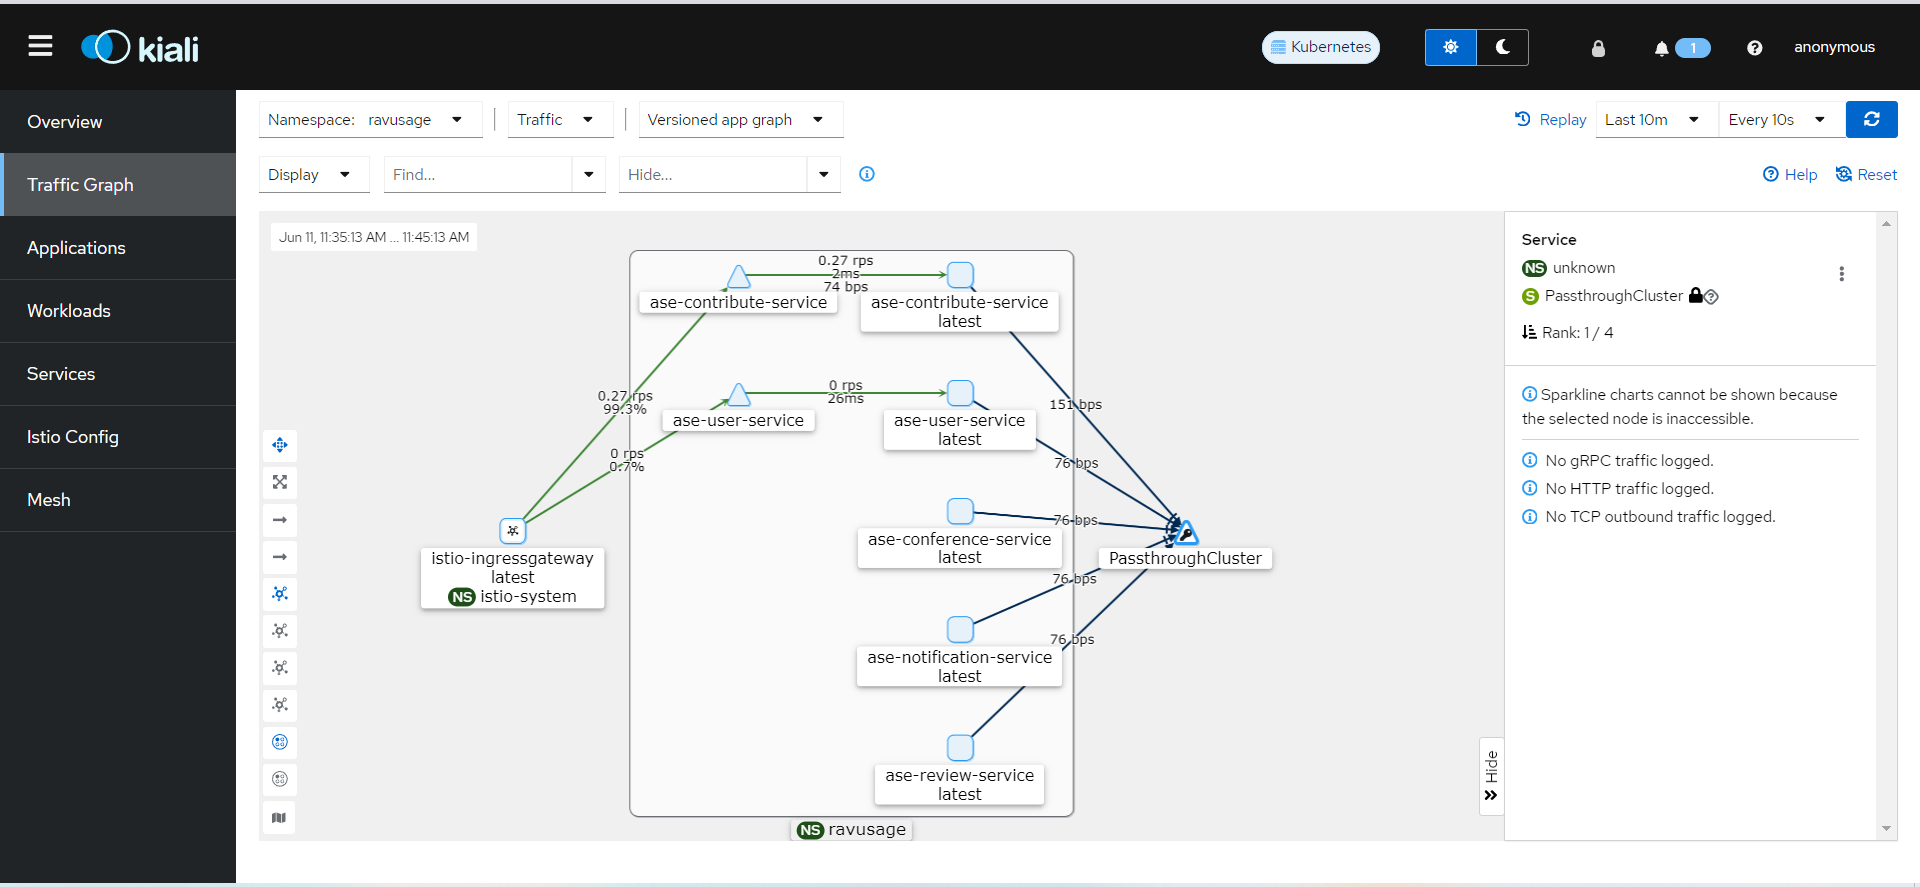 kiali
Kubernetes
1
anonymous
Overview
Traffic Graph
Applications
Workloads
Services
Istio Config
Mesh
Namespace: ravusage
Traffic
Versioned app graph
Replay
Last 10m
Every 10s
Display
Find...
Hide...
Help
Reset
Jun 11, 11:35:13 AM ... 11:45:13 AM
0.27 rps
2ms
74 bps
ase-contribute-service
ase-contribute-service
latest
0.27 rps
99.3%
0 rps
26ms
ase-user-service
ase-user-service
latest
151 bps
0 rps
0.7%
76 bps
istio-ingressgateway
latest
NS istio-system
76 bps
ase-conference-service
latest
PassthroughCluster
76 bps
ase-notification-service
latest
76 bps
ase-review-service
latest
NS ravusage
Hide
Service
NS unknown
S PassthroughCluster
Rank: 1 / 4
Sparkline charts cannot be shown because
the selected node is inaccessible.
No gRPC traffic logged.
No HTTP traffic logged.
No TCP outbound traffic logged.